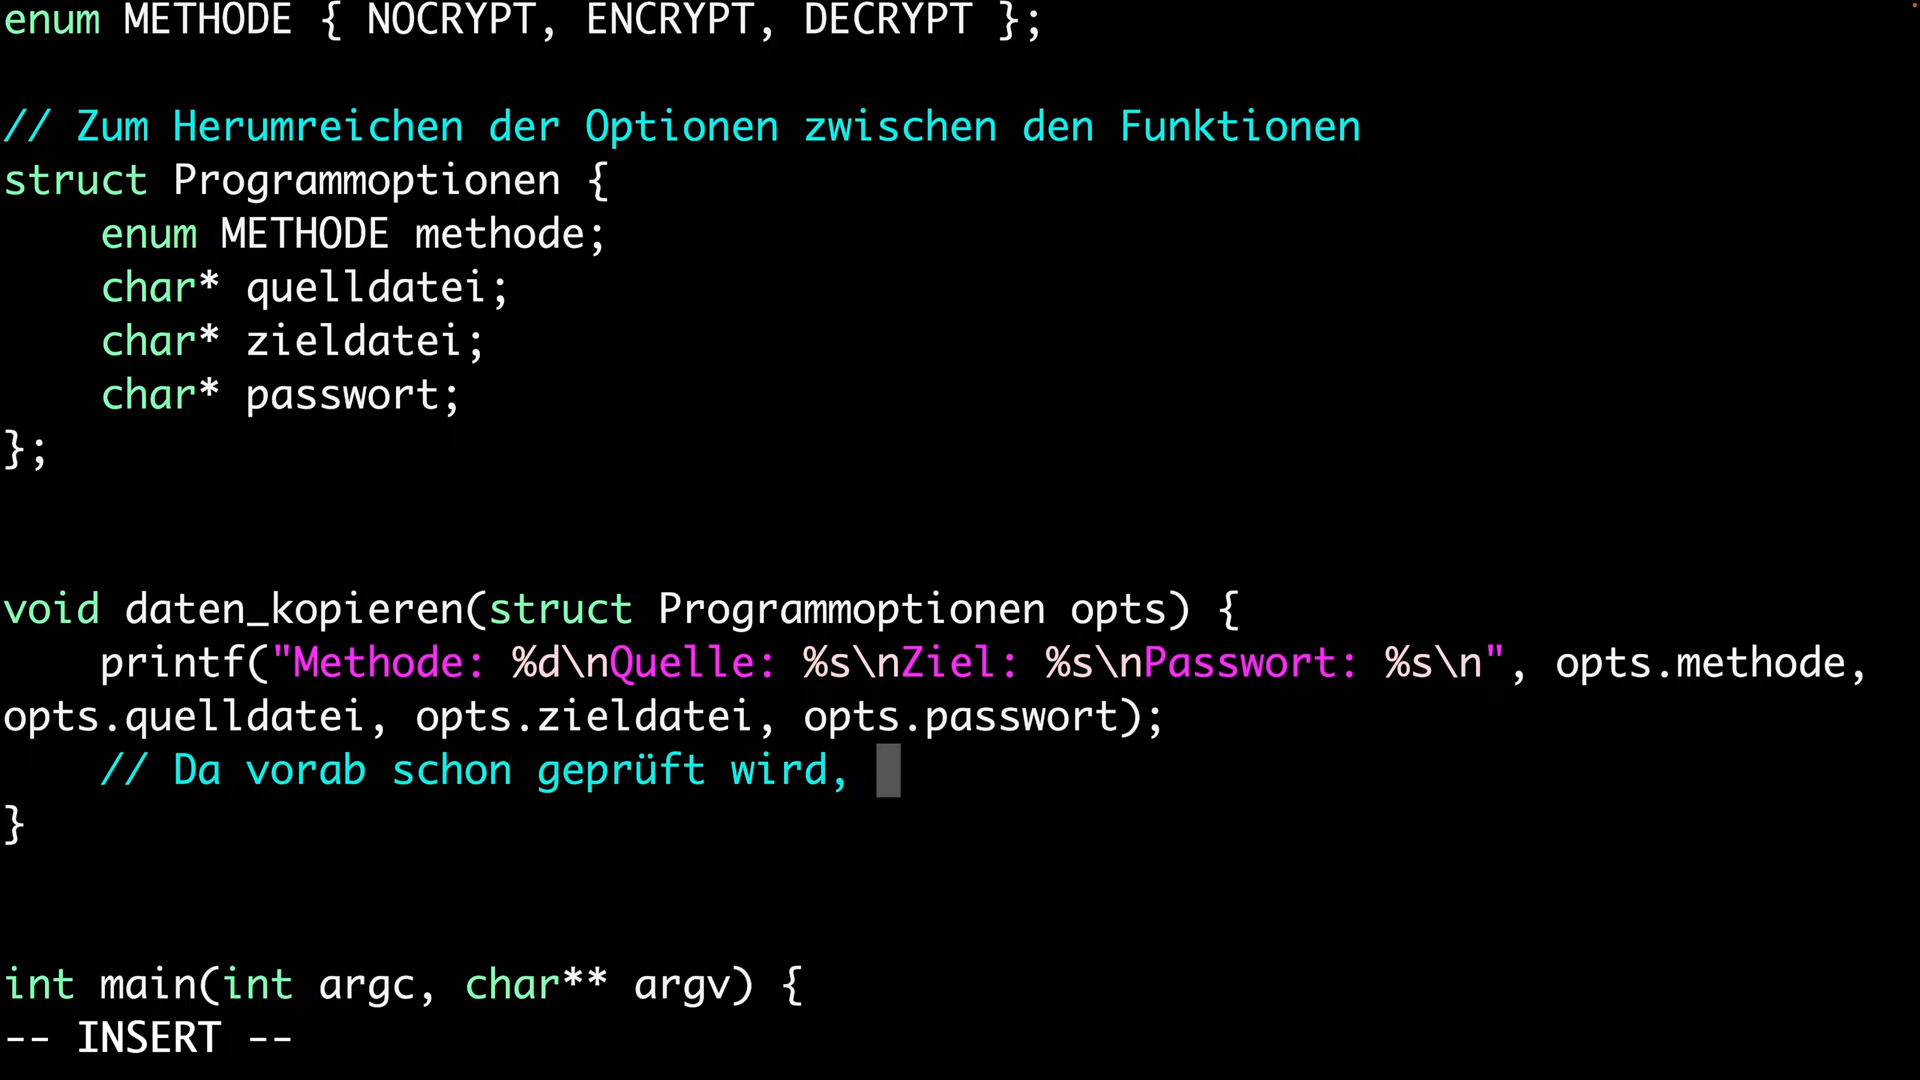 enum METHODE { NOCRYPT, ENCRYPT, DECRYPT };
// Zum Herumreichen der Optionen zwischen den Funktionen
struct Programmoptionen {
    enum METHODE methode;
    char* quelldatei;
    char* zieldatei;
    char* passwort;
};
void daten_kopieren(struct Programmoptionen opts) {
    printf("Methode: %d\nQuelle: %s\nZiel: %s\nPasswort: %s\n", opts.methode,
opts.quelldatei, opts.zieldatei, opts.passwort);
    // Da vorab schon geprüft wird,
}
int main(int argc, char** argv) {
-- INSERT --